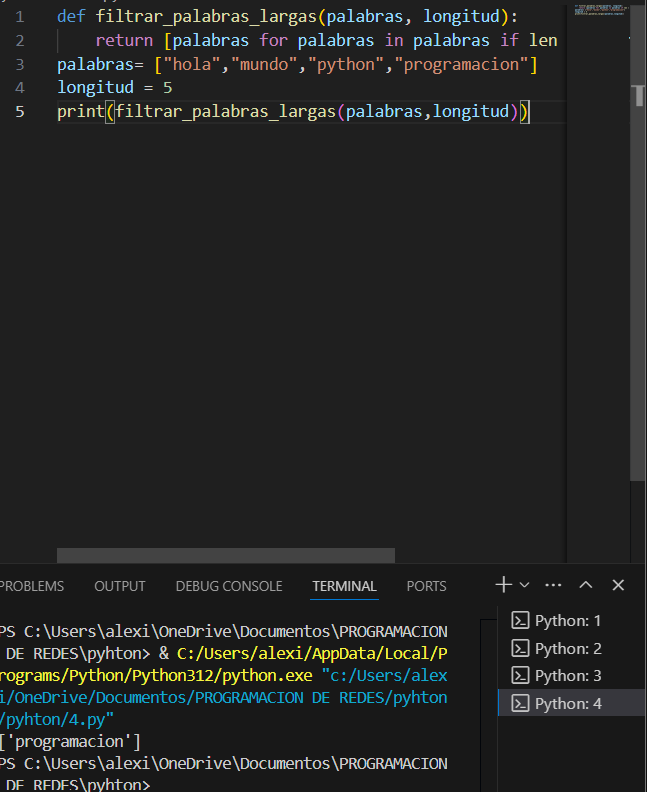 1 def filtrar_palabras_largas(palabras, longitud):
2 return [palabras for palabras in palabras if len
3 palabras= ["hola","mundo","python","programacion"]
4 longitud = 5
5 print(filtrar_palabras_largas(palabras,longitud))
PROBLEMS OUTPUT DEBUG CONSOLE TERMINAL PORTS
PS C:\Users\alexi\OneDrive\Documentos\PROGRAMACION
DE REDES\pyhton> & C:/Users/alexi/AppData/Local/P
rograms/Python/Python312/python.exe "c:/Users/alex
i/OneDrive/Documentos/PROGRAMACION DE REDES/pyhton
/pyhton/4.py"
['programacion']
PS C:\Users\alexi\OneDrive\Documentos\PROGRAMACION
DE REDES\pyhton>
Python: 1
Python: 2
Python: 3
Python: 4